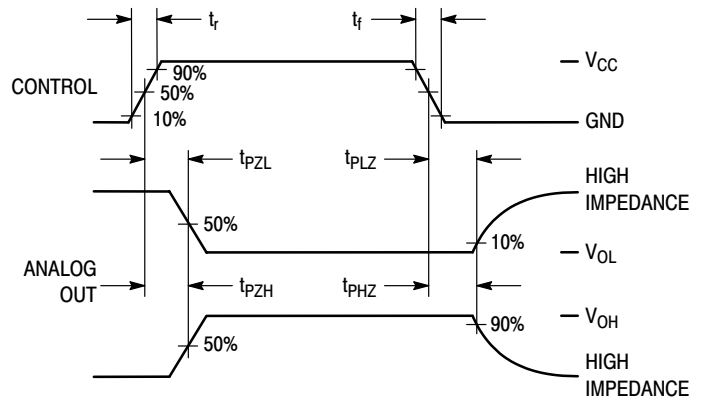 tr
tf
90%
VCC
CONTROL
50%
10%
GND
tPZL
tPLZ
HIGH
IMPEDANCE
50%
10%
ANALOG
OUT
VOL
tPZH
tPHZ
VOH
90%
50%
HIGH
IMPEDANCE